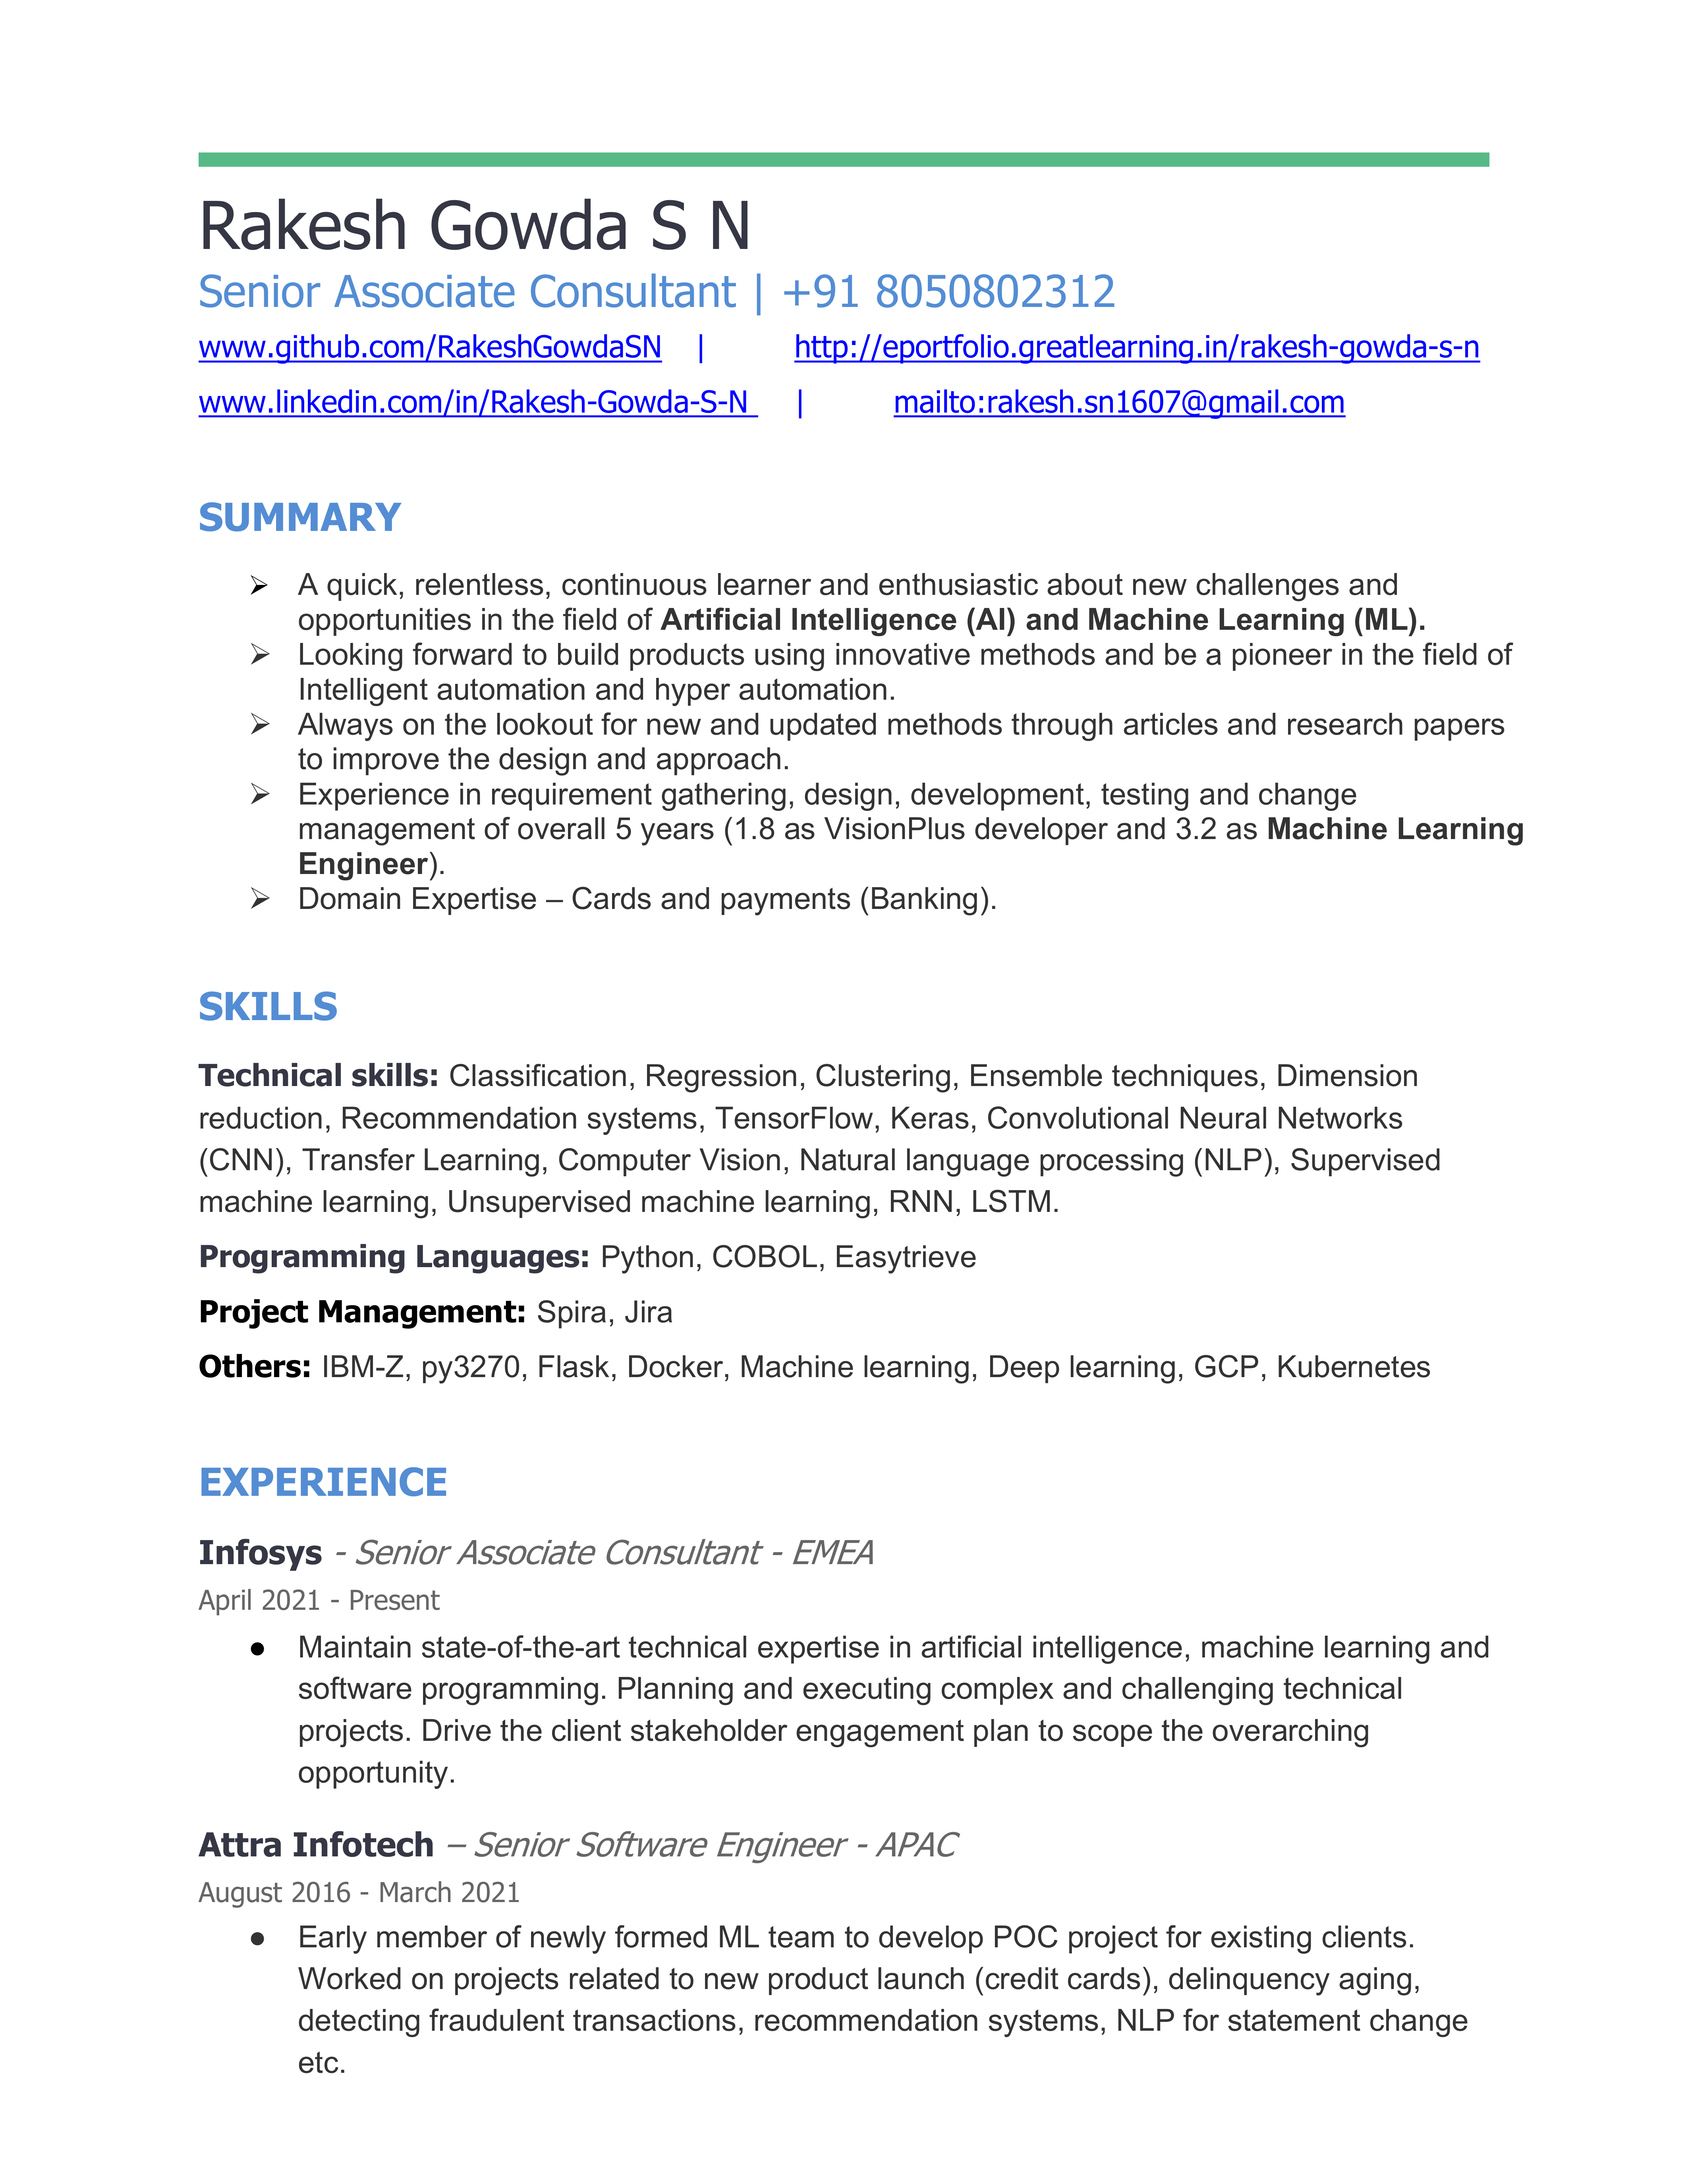 Rakesh Gowda S N
Senior Associate Consultant | +91 8050802312
www.github.com/RakeshGowdaSN | http://eportfolio.greatlearning.in/rakesh-gowda-s-n
www.linkedin.com/in/Rakesh-Gowda-S-N | mailto:rakesh.sn1607@gmail.com
SUMMARY
➢ A quick, relentless, continuous learner and enthusiastic about new challenges and
opportunities in the field of Artificial Intelligence (AI) and Machine Learning (ML).
➢ Looking forward to build products using innovative methods and be a pioneer in the field of
Intelligent automation and hyper automation.
➢ Always on the lookout for new and updated methods through articles and research papers
to improve the design and approach.
➢ Experience in requirement gathering, design, development, testing and change
management of overall 5 years (1.8 as VisionPlus developer and 3.2 as Machine Learning
Engineer).
➢ Domain Expertise – Cards and payments (Banking).
SKILLS
Technical skills: Classification, Regression, Clustering, Ensemble techniques, Dimension
reduction, Recommendation systems, TensorFlow, Keras, Convolutional Neural Networks
(CNN), Transfer Learning, Computer Vision, Natural language processing (NLP), Supervised
machine learning, Unsupervised machine learning, RNN, LSTM.
Programming Languages: Python, COBOL, Easytrieve
Project Management: Spira, Jira
Others: IBM-Z, py3270, Flask, Docker, Machine learning, Deep learning, GCP, Kubernetes
EXPERIENCE
Infosys - Senior Associate Consultant - EMEA
April 2021 - Present
● Maintain state-of-the-art technical expertise in artificial intelligence, machine learning and
software programming. Planning and executing complex and challenging technical
projects. Drive the client stakeholder engagement plan to scope the overarching
opportunity.
Attra Infotech – Senior Software Engineer - APAC
August 2016 - March 2021
● Early member of newly formed ML team to develop POC project for existing clients.
Worked on projects related to new product launch (credit cards), delinquency aging,
detecting fraudulent transactions, recommendation systems, NLP for statement change
etc.